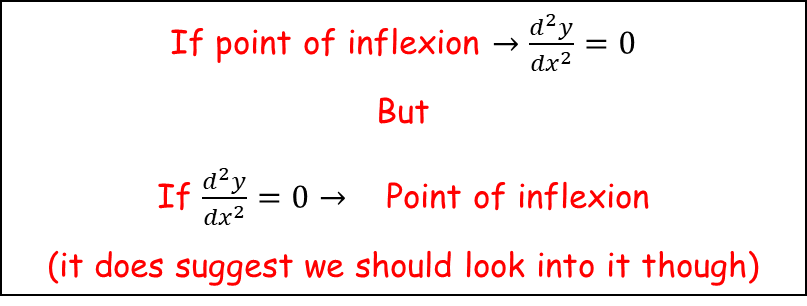 If point of inflexion → d²y/dx² = 0
But
If d²y/dx² = 0 → Point of inflexion
(it does suggest we should look into it though)